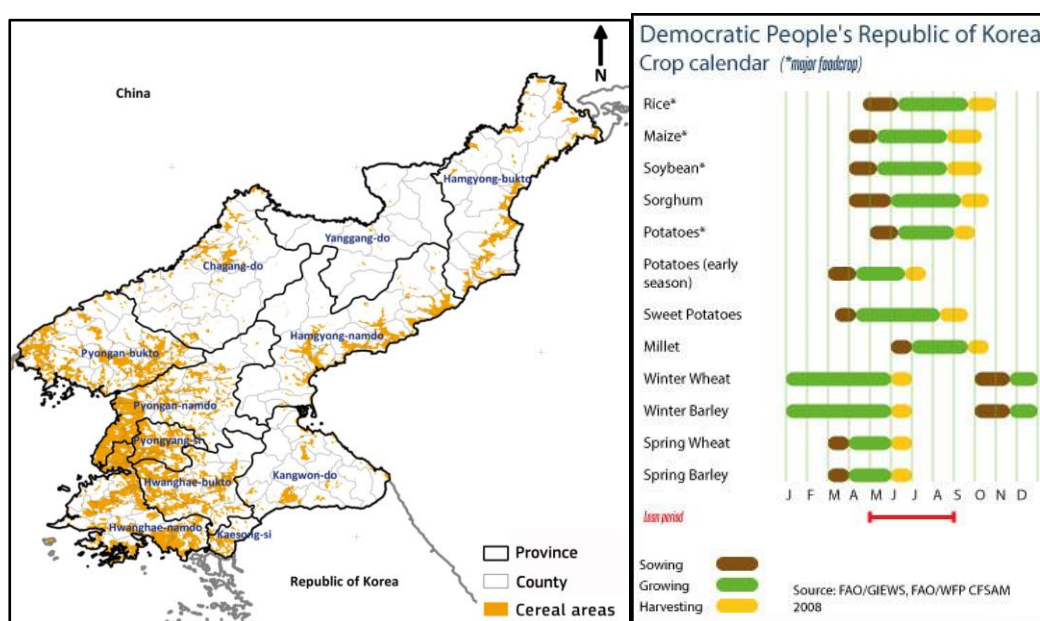 China
N
Hamgyong-bukto
Yanggang-do
Chagang-do
Hamgyong-namdo
Pyongan-bukto
Pyongan-namdo
Pyongyang-si
Hwanghae-bukto
Kangwon-do
Hwanghae-namdo
Kaesong-si
Republic of Korea
Province
County
Cereal areas
Democratic People's Republic of Korea
Crop calendar (*major foodcrop)
Rice*
Maize*
Soybean*
Sorghum
Potatoes*
Potatoes (early
season)
Sweet Potatoes
Millet
Winter Wheat
Winter Barley
Spring Wheat
Spring Barley
J F M A M J J A S O N D
Lean period
Sowing
Growing
Harvesting
Source: FAO/GIEWS, FAO/WFP CFSAM
2008